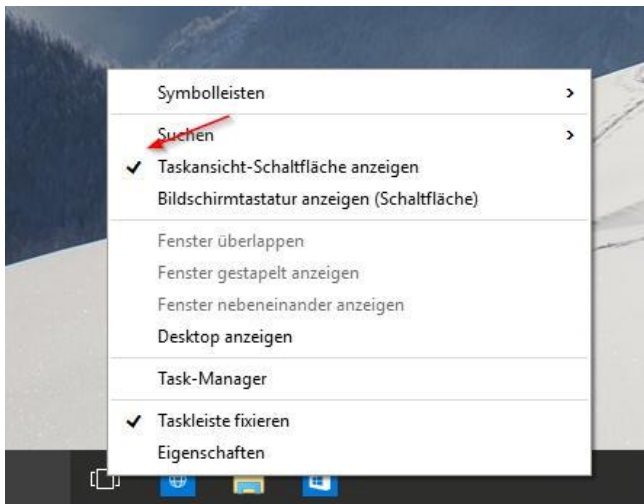 Symbolleisten
Suchen
Taskansicht-Schaltfläche anzeigen
Bildschirmtastatur anzeigen (Schaltfläche)
Fenster überlappen
Fenster gestapelt anzeigen
Fenster nebeneinander anzeigen
Desktop anzeigen
Task-Manager
Taskleiste fixieren
Eigenschaften